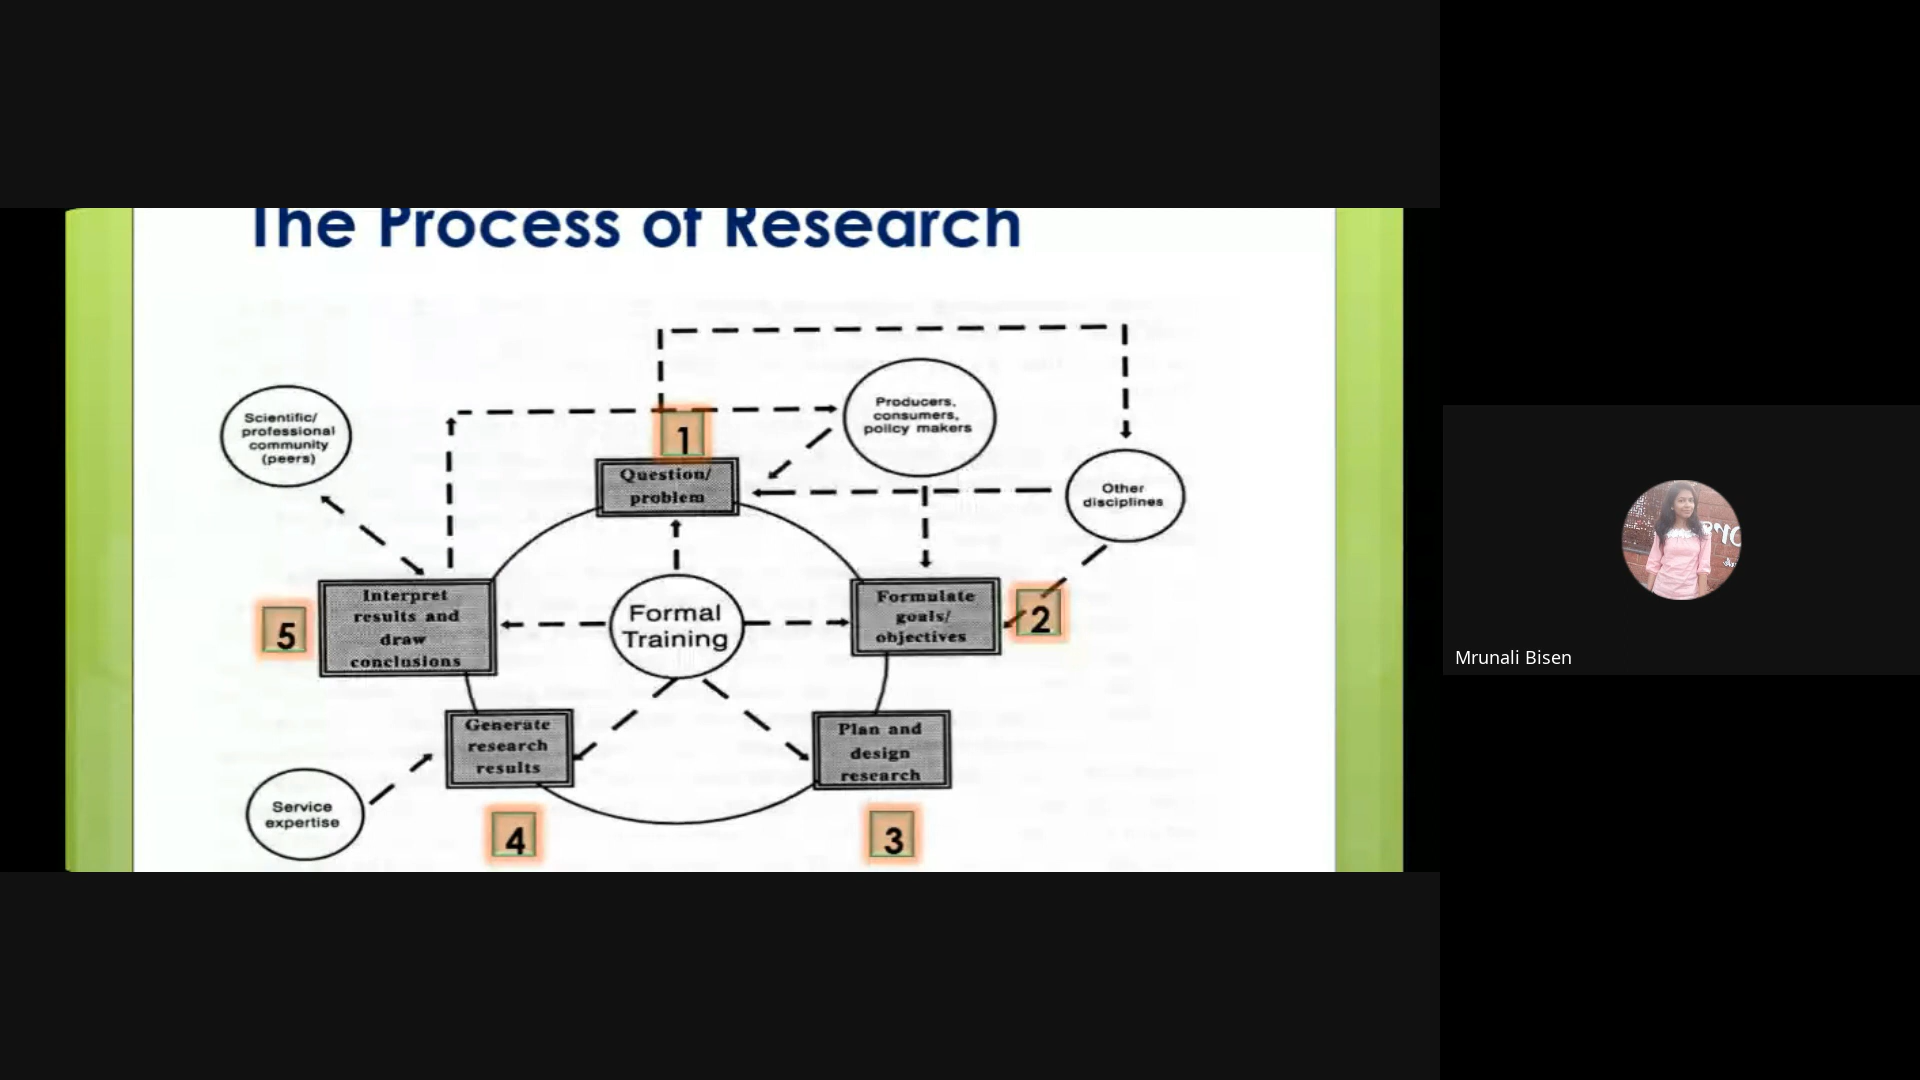 The Process of Research
Scientific/
professional
community
(peers)
1
Question/
problem
Producers,
consumers,
policy makers
Other
disciplines
5
Interpret
results and
draw
conclusions
Formal
Training
Formulate
goals/
objectives
2
Generate
research
results
Plan and
design
research
Service
expertise
4
3
Mrunali Bisen